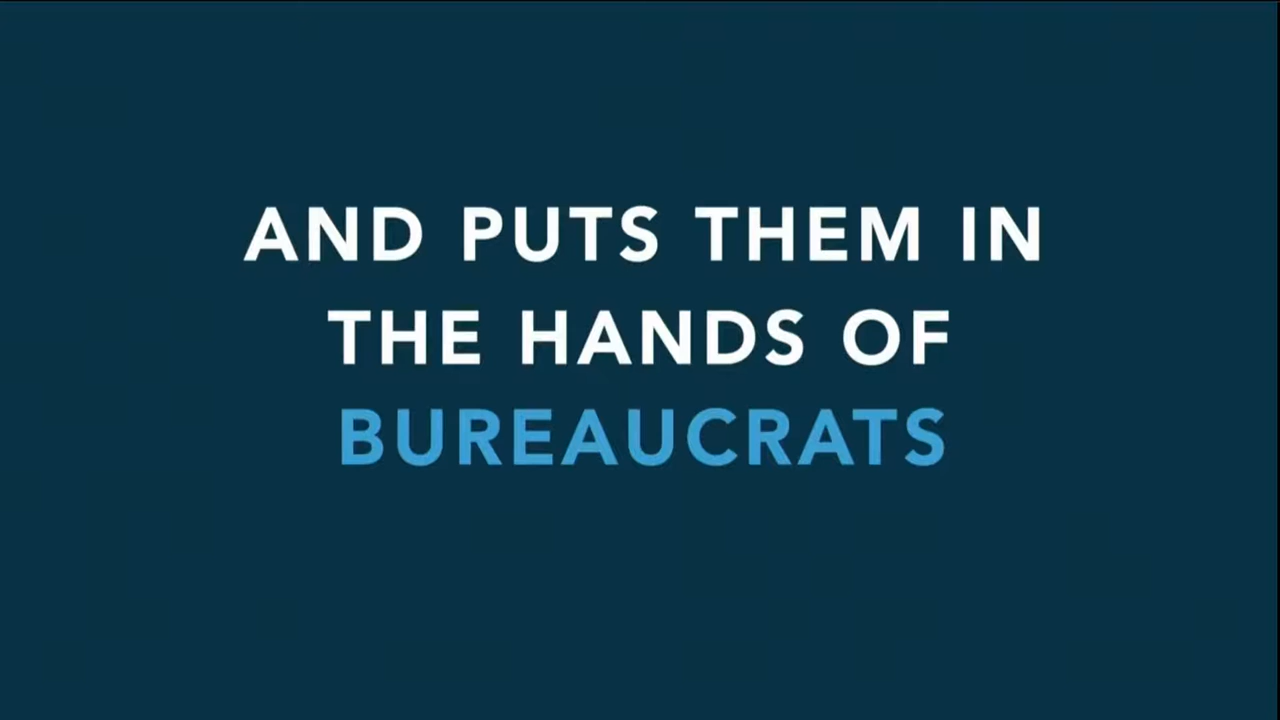 AND PUTS THEM IN
THE HANDS OF
BUREAUCRATS